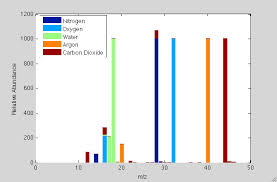 1200
1000
800
600
400
200
0
Relative Abundance
Nitrogen
Oxygen
Water
Argon
Carbon Dioxide
0 10 20 30 40 50
m/z